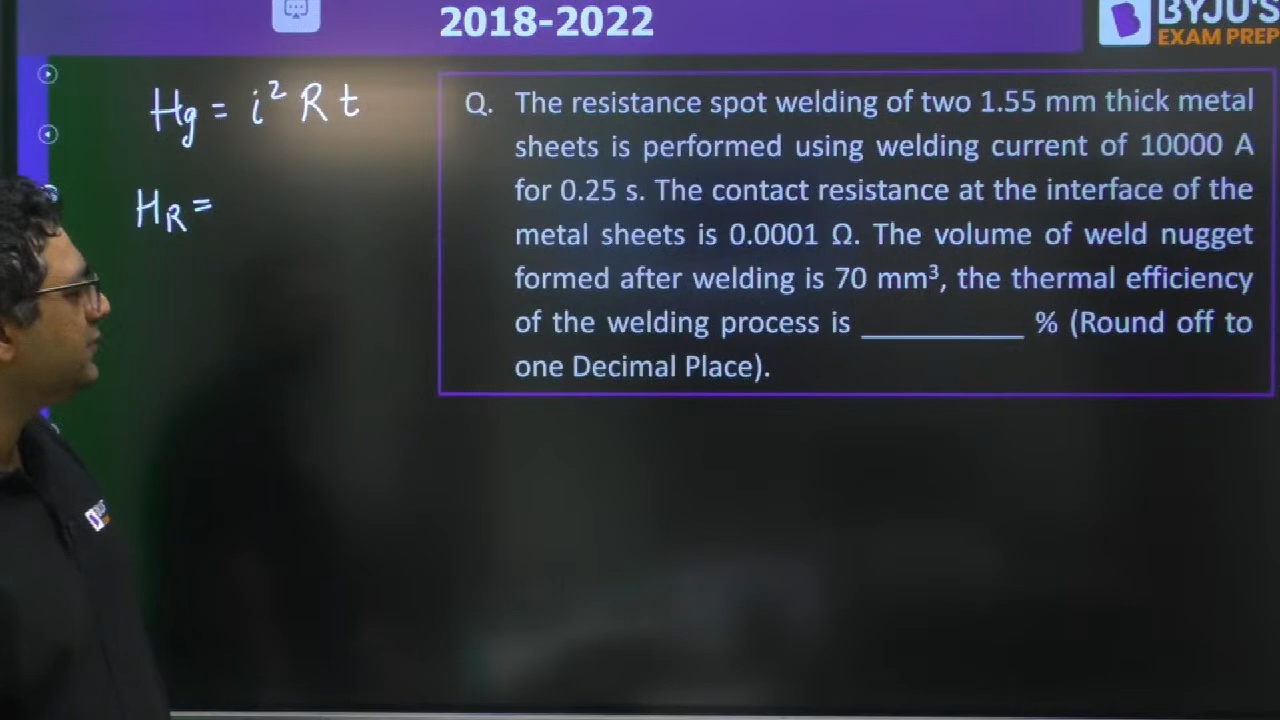 2018-2022
BYJU'S
EXAM PREP
Hg = i² R t
H_R =
Q. The resistance spot welding of two 1.55 mm thick metal
sheets is performed using welding current of 10000 A
for 0.25 s. The contact resistance at the interface of the
metal sheets is 0.0001 Ω. The volume of weld nugget
formed after welding is 70 mm³, the thermal efficiency
of the welding process is __________ % (Round off to
one Decimal Place).